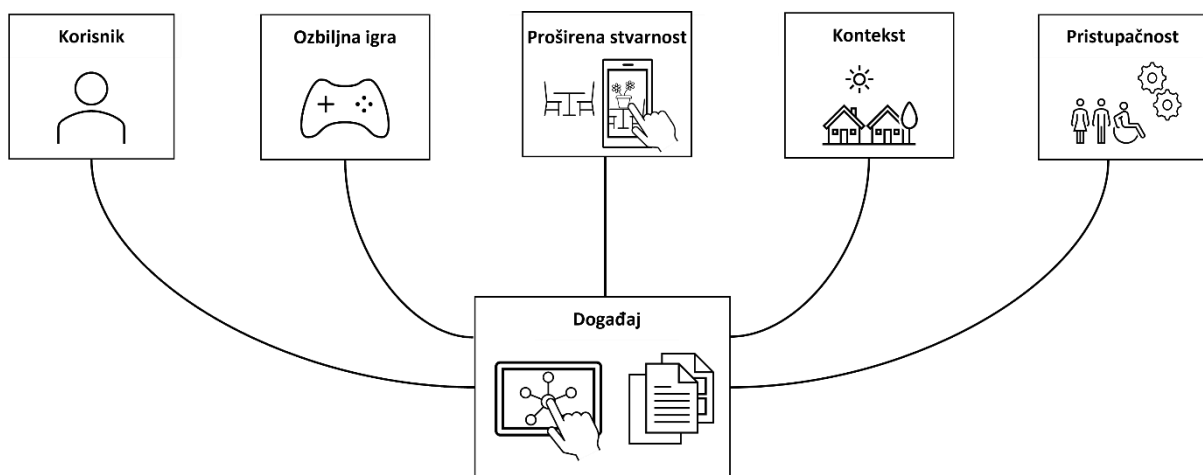 Korisnik
Ozbiljna igra
Proširena stvarnost
Kontekst
Pristupačnost
Događaj